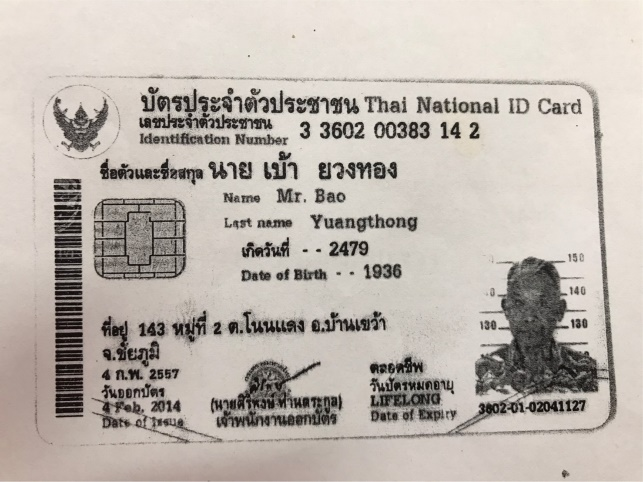 บัตรประจำตัวประชาชน Thai National ID Card
เลขประจำตัวประชาชน
Identification Number 3 3602 00383 14 2
ชื่อตัวและชื่อสกุล นาย เบ้า ยวงทอง
Name Mr. Bao
Last name Yuangthong
เกิดวันที่ - - 2479
Date of Birth - - 1936
ที่อยู่ 143 หมู่ที่ 2 ต.โนนแดง อ.บ้านเขว้า
จ.ชัยภูมิ
4 ก.พ. 2557
วันออกบัตร
4 Feb. 2014
Date of Issue
เจ้าพนักงานออกบัตร
ตลอดชีพ
วันบัตรหมดอายุ
LIFELONG
Date of Expiry
150
140
130 130
3602-01-02041127